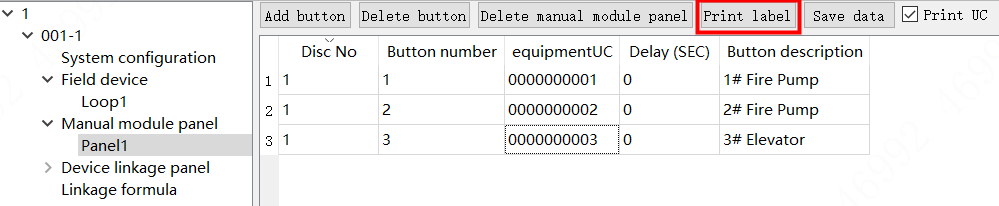 1
001-1
System configuration
Field device
Loop1
Manual module panel
Panel1
Device linkage panel
Linkage formula
Add button Delete button Delete manual module panel Print label Save data Print UC
Disc No Button number equipmentUC Delay (SEC) Button description
1 1 1 0000000001 0 1# Fire Pump
2 1 2 0000000002 0 2# Fire Pump
3 1 3 0000000003 0 3# Elevator